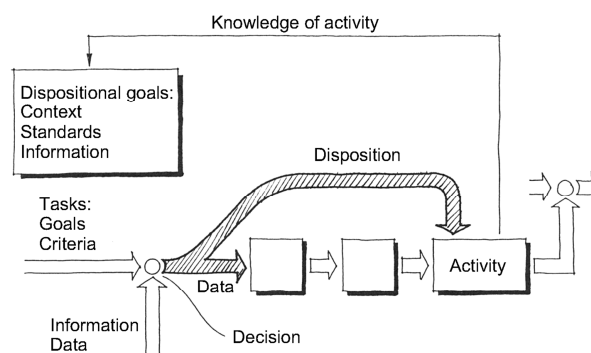 Knowledge of activity
Dispositional goals:
Context
Standards
Information
Disposition
Tasks:
Goals
Criteria
Data
Activity
Information
Data
Decision